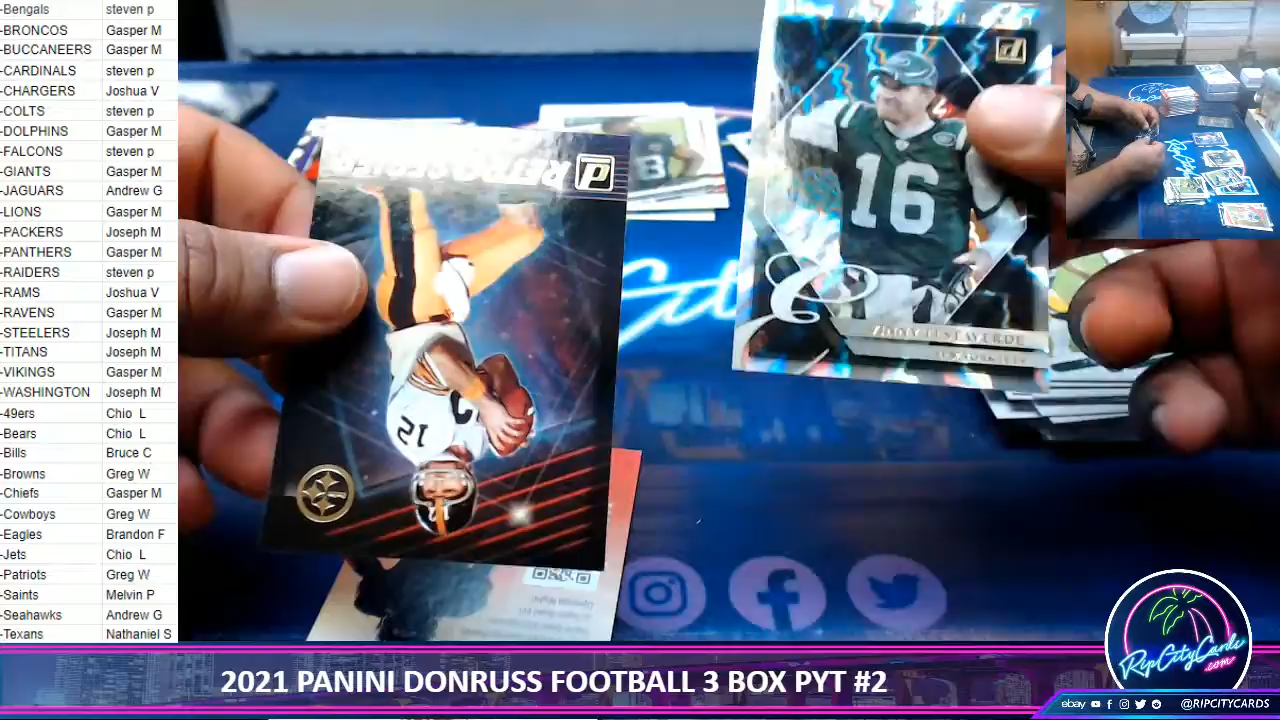 -Bengals steven p
-BRONCOS Gasper M
-BUCCANEERS Gasper M
-CARDINALS steven p
-CHARGERS Joshua V
-COLTS steven p
-DOLPHINS Gasper M
-FALCONS steven p
-GIANTS Gasper M
-JAGUARS Andrew G
-LIONS Gasper M
-PACKERS Joseph M
-PANTHERS Gasper M
-RAIDERS steven p
-RAMS Joshua V
-RAVENS Gasper M
-STEELERS Joseph M
-TITANS Joseph M
-VIKINGS Gasper M
-WASHINGTON Joseph M
-49ers Chio L
-Bears Chio L
-Bills Bruce C
-Browns Greg W
-Chiefs Gasper M
-Cowboys Greg W
-Eagles Brandon F
-Jets Chio L
-Patriots Greg W
-Saints Melvin P
-Seahawks Andrew G
-Texans Nathaniel S
16
12
RipCityCards
.com
2021 PANINI DONRUSS FOOTBALL 3 BOX PYT #2
ebay @RIPCITYCARDS